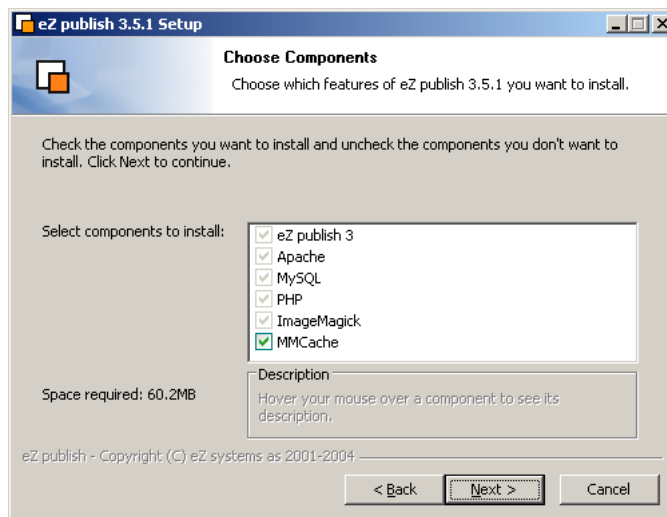 eZ publish 3.5.1 Setup
Choose Components
Choose which features of eZ publish 3.5.1 you want to install.
Check the components you want to install and uncheck the components you don't want to
install. Click Next to continue.
Select components to install:
eZ publish 3
Apache
MySQL
PHP
ImageMagick
MMCache
Space required: 60.2MB
Description
Hover your mouse over a component to see its
description.
eZ publish - Copyright (C) eZ systems as 2001-2004
< Back
Next >
Cancel